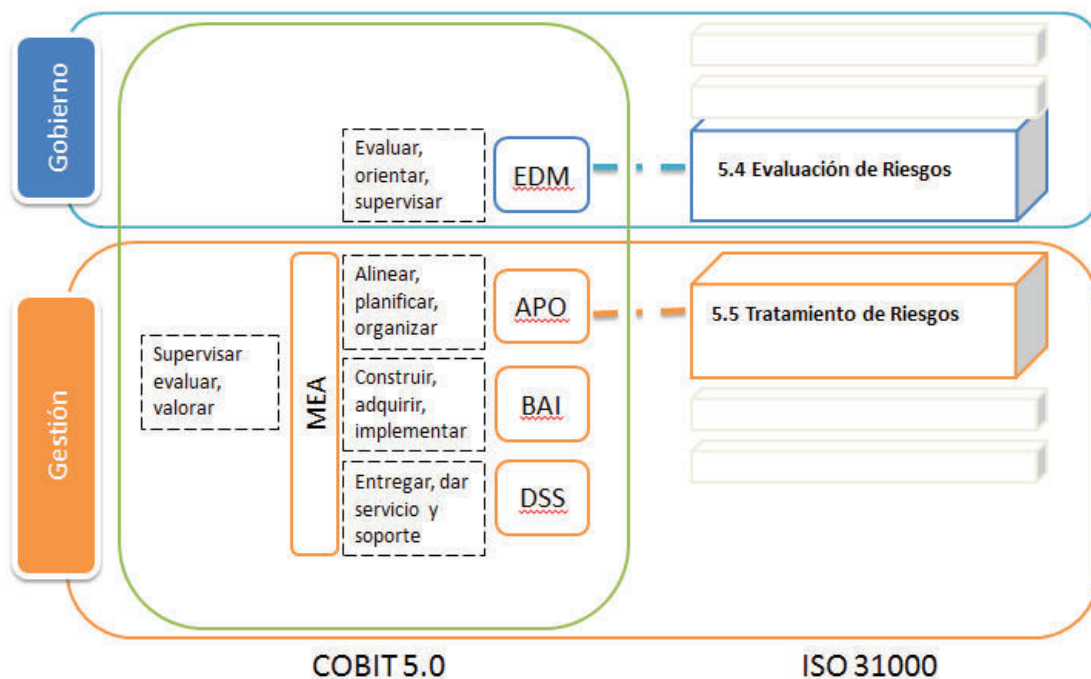 Gobierno
Evaluar,
orientar,
supervisar
EDM
5.4 Evaluación de Riesgos
Gestión
Supervisar
evaluar,
valorar
MEA
Alinear,
planificar,
organizar
APO
5.5 Tratamiento de Riesgos
Construir,
adquirir,
implementar
BAI
Entregar, dar
servicio y
soporte
DSS
COBIT 5.0
ISO 31000